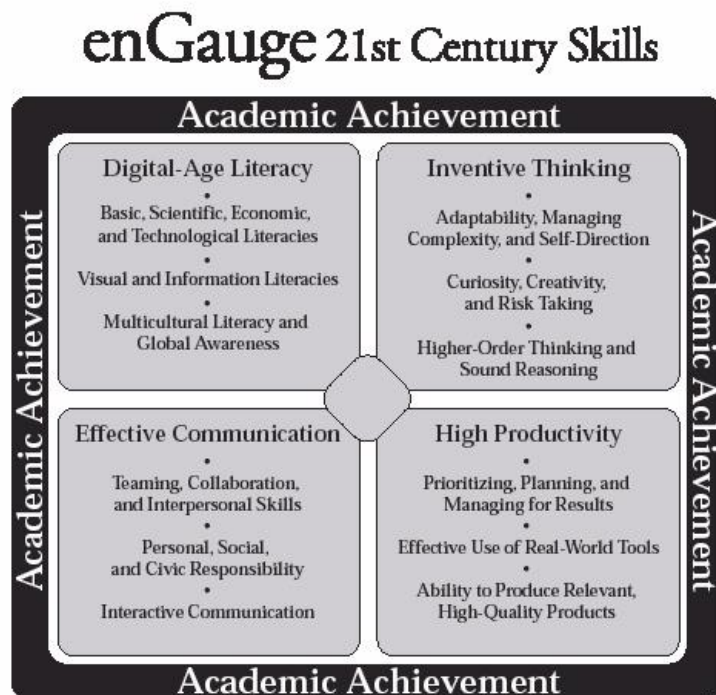 enGauge 21st Century Skills
Academic Achievement
Academic Achievement
Digital-Age Literacy
•
Basic, Scientific, Economic,
and Technological Literacies
•
Visual and Information Literacies
•
Multicultural Literacy and
Global Awareness
Inventive Thinking
•
Adaptability, Managing
Complexity, and Self-Direction
•
Curiosity, Creativity,
and Risk Taking
•
Higher-Order Thinking and
Sound Reasoning
Effective Communication
•
Teaming, Collaboration,
and Interpersonal Skills
•
Personal, Social,
and Civic Responsibility
•
Interactive Communication
High Productivity
•
Prioritizing, Planning, and
Managing for Results
•
Effective Use of Real-World Tools
•
Ability to Produce Relevant,
High-Quality Products
Academic Achievement
Academic Achievement